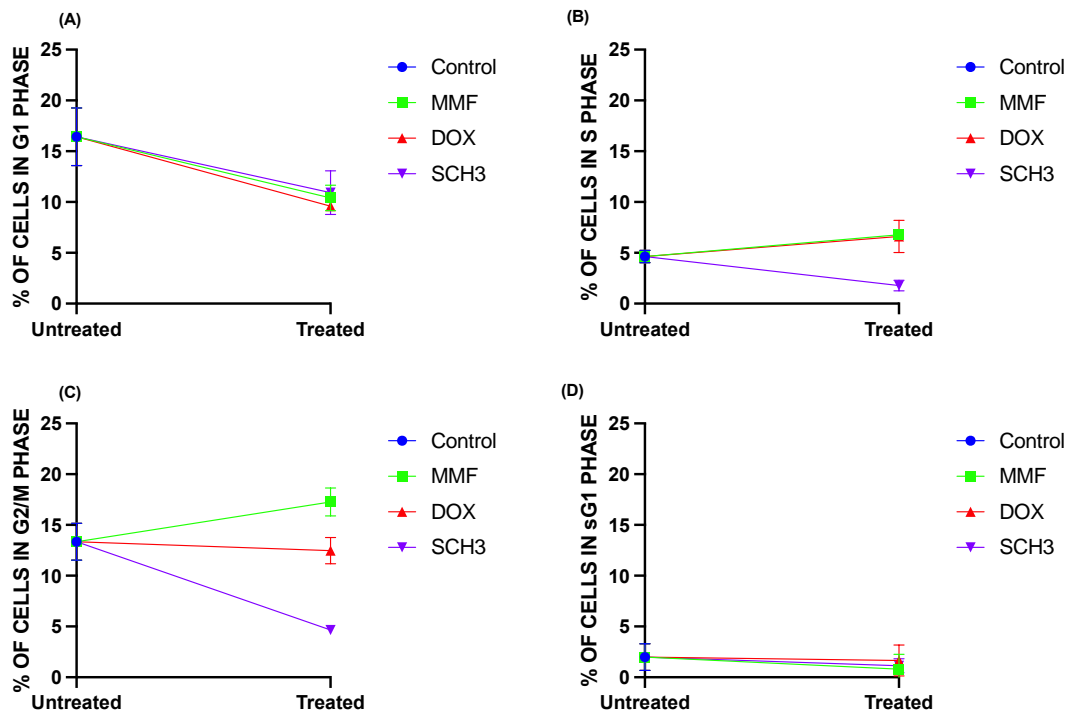 (A)
% OF CELLS IN G1 PHASE
25
20
15
10
5
0
Untreated
Treated
Control
MMF
DOX
SCH3
(B)
% OF CELLS IN S PHASE
25
20
15
10
5
0
Untreated
Treated
Control
MMF
DOX
SCH3
(C)
% OF CELLS IN G2/M PHASE
25
20
15
10
5
0
Untreated
Treated
Control
MMF
DOX
SCH3
(D)
% OF CELLS IN sG1 PHASE
25
20
15
10
5
0
Untreated
Treated
Control
MMF
DOX
SCH3